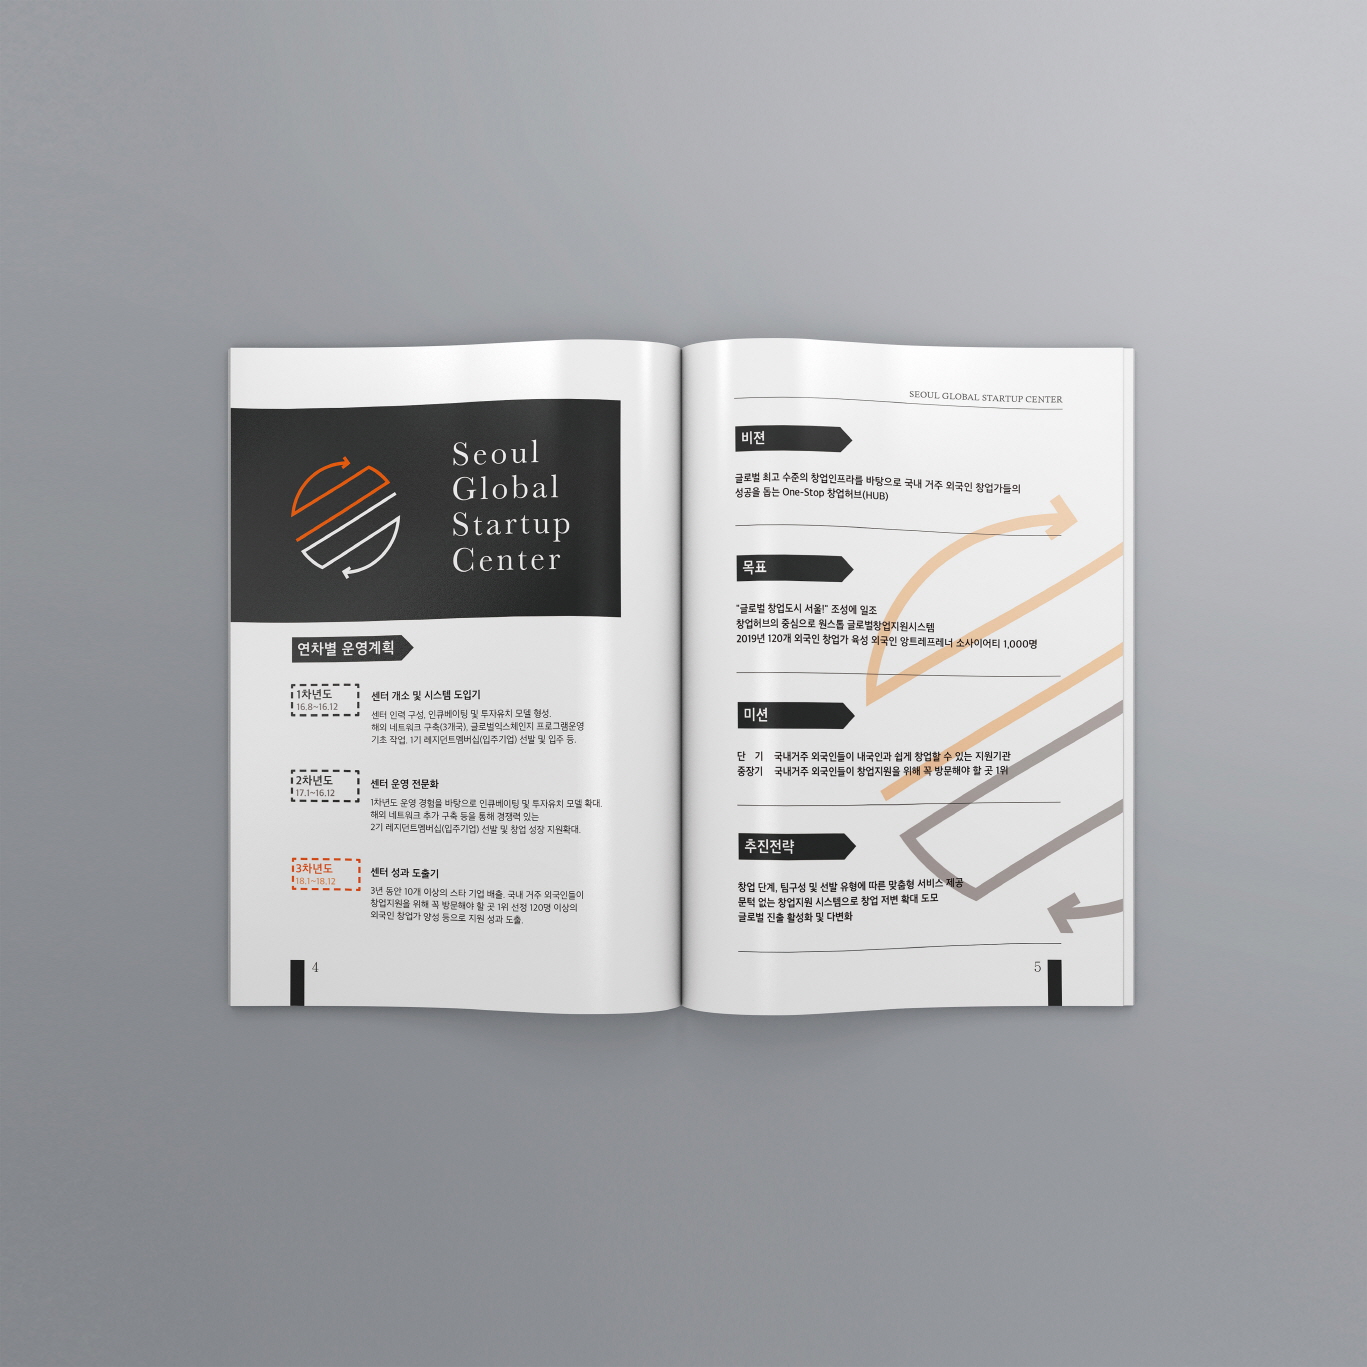 Seoul
Global
Startup
Center
연차별 운영계획
1차년도
16.8~16.12
센터 개소 및 시스템 도입기
센터 인력 구성, 인큐베이팅 및 투자유치 모델 형성.
해외 네트워크 구축(3개국), 글로벌익스체인지 프로그램운영
기초 작업. 1기 레지던트멤버십(입주기업) 선발 및 입주 등.
2차년도
17.1~16.12
센터 운영 전문화
1차년도 운영 경험을 바탕으로 인큐베이팅 및 투자유치 모델 확대.
해외 네트워크 추가 구축 등을 통해 경쟁력 있는
2기 레지던트멤버십(입주기업) 선발 및 창업 성장 지원확대.
3차년도
18.1~18.12
센터 성과 도출기
3년 동안 10개 이상의 스타 기업 배출. 국내 거주 외국인들이
창업지원을 위해 꼭 방문해야 할 곳 1위 선정 120명 이상의
외국인 창업가 양성 등으로 지원 성과 도출.
4
SEOUL GLOBAL STARTUP CENTER
비젼
글로벌 최고 수준의 창업인프라를 바탕으로 국내 거주 외국인 창업가들의
성공을 돕는 One-Stop 창업허브(HUB)
목표
"글로벌 창업도시 서울!" 조성에 일조
창업허브의 중심으로 원스톱 글로벌창업지원시스템
2019년 120개 외국인 창업가 육성 외국인 앙트레프레너 소사이어티 1,000명
미션
단 기 국내거주 외국인들이 내국인과 쉽게 창업할 수 있는 지원기관
중장기 국내거주 외국인들이 창업지원을 위해 꼭 방문해야 할 곳 1위
추진전략
창업 단계, 팀구성 및 선발 유형에 따른 맞춤형 서비스 제공
문턱 없는 창업지원 시스템으로 창업 저변 확대 도모
글로벌 진출 활성화 및 다변화
5